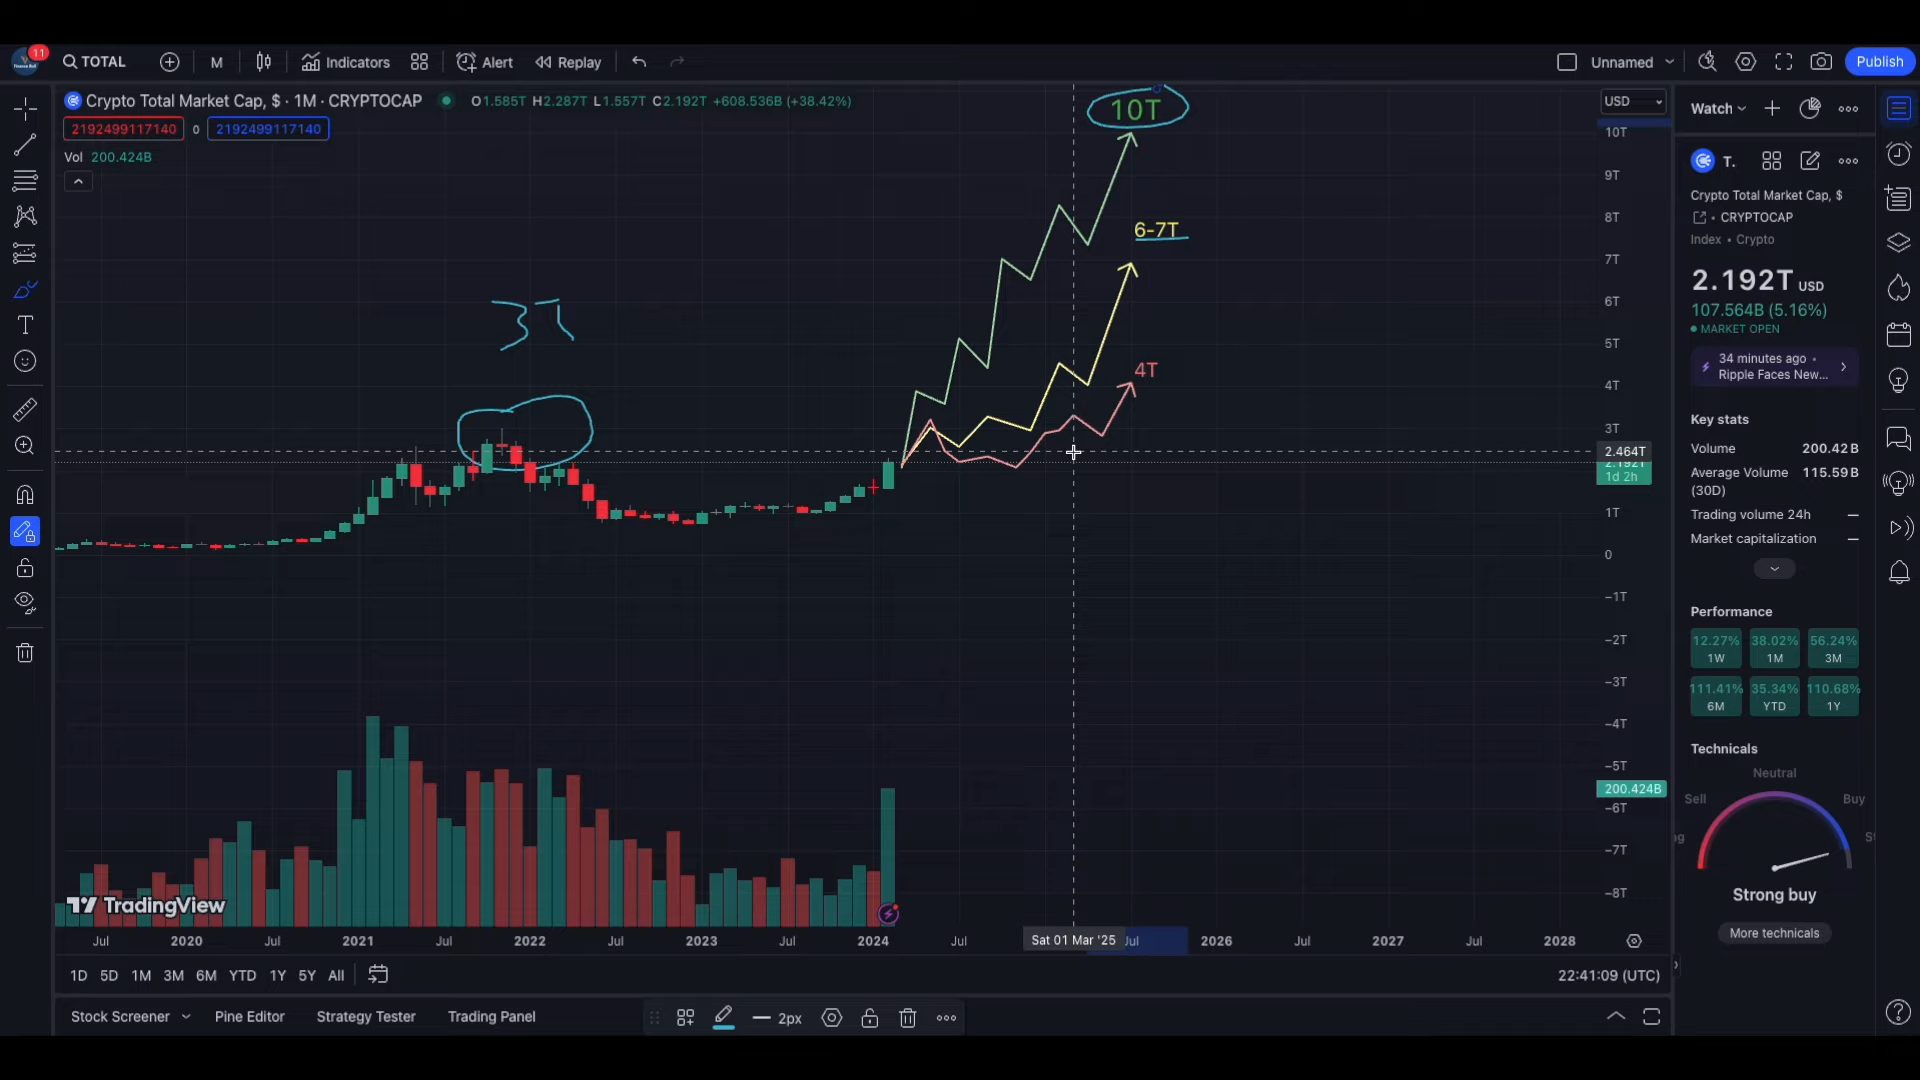 11
TOTAL
M
Indicators
Alert
Replay
Unnamed
Publish
Crypto Total Market Cap, $ · 1M · CRYPTOCAP
O1.585T H2.287T L1.557T C2.192T +608.536B (+38.42%)
2192499117140 0 2192499117140
Vol 200.424B
USD
10T
6-7T
4T
3T
10T
9T
8T
7T
6T
5T
4T
3T
2.464T
2.192T
1d 2h
1T
0
−1T
−2T
−3T
−4T
−5T
200.424B
−6T
−7T
−8T
TradingView
Jul
2020
Jul
2021
Jul
2022
Jul
2023
Jul
2024
Jul
Sat 01 Mar '25
Jul
2026
Jul
2027
Jul
2028
1D 5D 1M 3M 6M YTD 1Y 5Y All
22:41:09 (UTC)
Stock Screener
Pine Editor
Strategy Tester
Trading Panel
2px
Watch
T.
Crypto Total Market Cap, $
CRYPTOCAP
Index • Crypto
2.192T USD
107.564B (5.16%)
MARKET OPEN
34 minutes ago •
Ripple Faces New...
Key stats
Volume 200.42B
Average Volume 115.59B
(30D)
Trading volume 24h —
Market capitalization —
Performance
12.27% 38.02% 56.24%
1W 1M 3M
111.41% 35.34% 110.68%
6M YTD 1Y
Technicals
Neutral
Sell Buy
Strong buy
More technicals